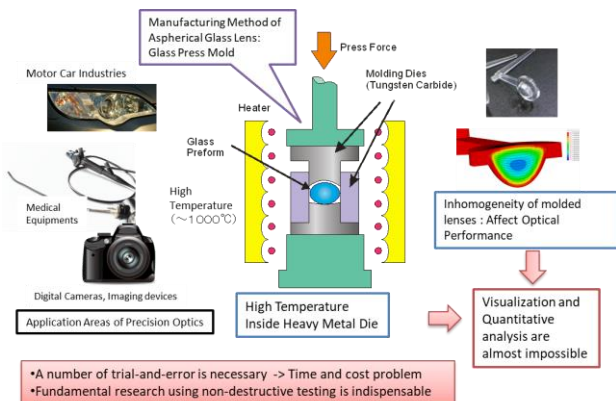 Manufacturing Method of
Aspherical Glass Lens:
Glass Press Mold
Press Force
Motor Car Industries
Molding Dies
(Tungsten Carbide)
Heater
Glass
Preform
High
Temperature
(～1000℃)
Medical
Equipments
Inhomogeneity of molded
lenses : Affect Optical
Performance
Digital Cameras, Imaging devices
Application Areas of Precision Optics
High Temperature
Inside Heavy Metal Die
Visualization and
Quantitative
analysis are
almost impossible
•A number of trial-and-error is necessary -> Time and cost problem
•Fundamental research using non-destructive testing is indispensable